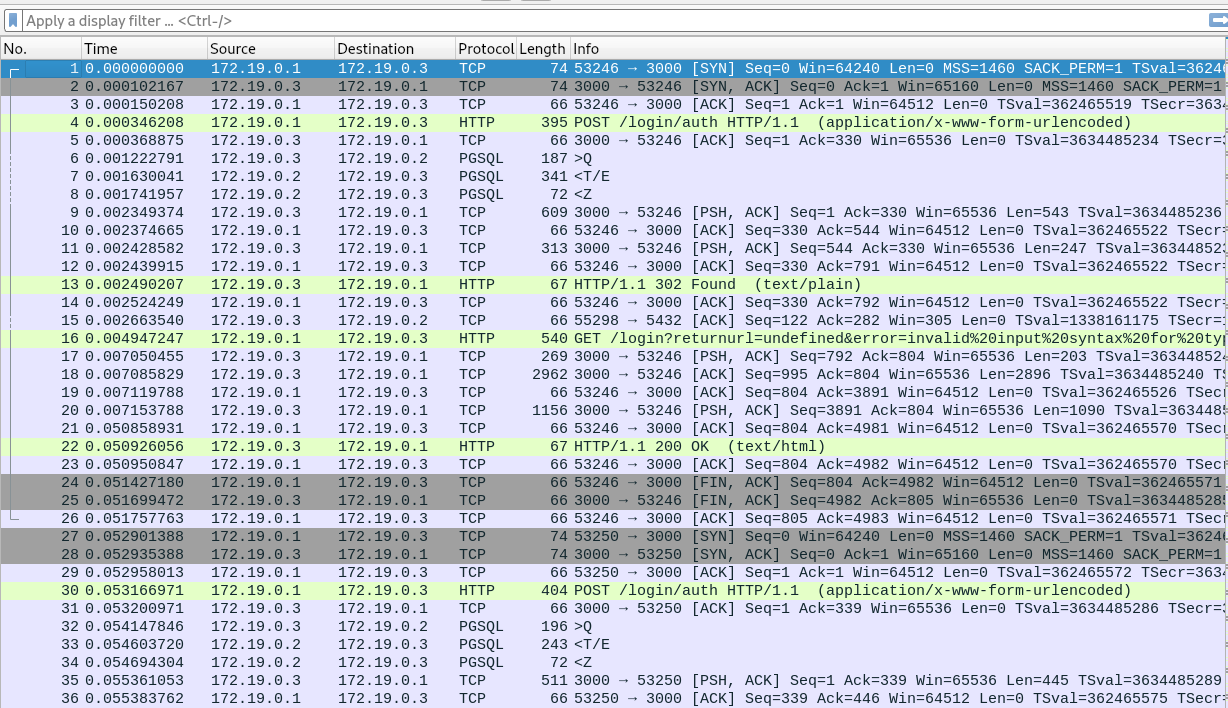 Apply a display filter … <Ctrl-/>
No. Time Source Destination Protocol Length Info
1 0.000000000 172.19.0.1 172.19.0.3 TCP 74 53246 → 3000 [SYN] Seq=0 Win=64240 Len=0 MSS=1460 SACK_PERM=1 TSval=36246
2 0.000102167 172.19.0.3 172.19.0.1 TCP 74 3000 → 53246 [SYN, ACK] Seq=0 Ack=1 Win=65160 Len=0 MSS=1460 SACK_PERM=1
3 0.000150208 172.19.0.1 172.19.0.3 TCP 66 53246 → 3000 [ACK] Seq=1 Ack=1 Win=64512 Len=0 TSval=362465519 TSecr=3634
4 0.000346208 172.19.0.1 172.19.0.3 HTTP 395 POST /login/auth HTTP/1.1 (application/x-www-form-urlencoded)
5 0.000368875 172.19.0.3 172.19.0.1 TCP 66 3000 → 53246 [ACK] Seq=1 Ack=330 Win=65536 Len=0 TSval=3634485234 TSecr=3
6 0.001222791 172.19.0.3 172.19.0.2 PGSQL 187 >Q
7 0.001630041 172.19.0.2 172.19.0.3 PGSQL 341 <T/E
8 0.001741957 172.19.0.2 172.19.0.3 PGSQL 72 <Z
9 0.002349374 172.19.0.3 172.19.0.1 TCP 609 3000 → 53246 [PSH, ACK] Seq=1 Ack=330 Win=65536 Len=543 TSval=3634485236
10 0.002374665 172.19.0.1 172.19.0.3 TCP 66 53246 → 3000 [ACK] Seq=330 Ack=544 Win=64512 Len=0 TSval=362465522 TSecr=
11 0.002428582 172.19.0.3 172.19.0.1 TCP 313 3000 → 53246 [PSH, ACK] Seq=544 Ack=330 Win=65536 Len=247 TSval=363448523
12 0.002439915 172.19.0.1 172.19.0.3 TCP 66 53246 → 3000 [ACK] Seq=330 Ack=791 Win=64512 Len=0 TSval=362465522 TSecr=
13 0.002490207 172.19.0.3 172.19.0.1 HTTP 67 HTTP/1.1 302 Found (text/plain)
14 0.002524249 172.19.0.1 172.19.0.3 TCP 66 53246 → 3000 [ACK] Seq=330 Ack=792 Win=64512 Len=0 TSval=362465522 TSecr=
15 0.002663540 172.19.0.3 172.19.0.2 TCP 66 55298 → 5432 [ACK] Seq=122 Ack=282 Win=305 Len=0 TSval=1338161175 TSecr=
16 0.004947247 172.19.0.1 172.19.0.3 HTTP 540 GET /login?returnurl=undefined&error=invalid%20input%20syntax%20for%20typ
17 0.007050455 172.19.0.3 172.19.0.1 TCP 269 3000 → 53246 [PSH, ACK] Seq=792 Ack=804 Win=65536 Len=203 TSval=363448524
18 0.007085829 172.19.0.3 172.19.0.1 TCP 2962 3000 → 53246 [ACK] Seq=995 Ack=804 Win=65536 Len=2896 TSval=3634485240 TS
19 0.007119788 172.19.0.1 172.19.0.3 TCP 66 53246 → 3000 [ACK] Seq=804 Ack=3891 Win=64512 Len=0 TSval=362465526 TSecr
20 0.007153788 172.19.0.3 172.19.0.1 TCP 1156 3000 → 53246 [PSH, ACK] Seq=3891 Ack=804 Win=65536 Len=1090 TSval=363448
21 0.050858931 172.19.0.1 172.19.0.3 TCP 66 53246 → 3000 [ACK] Seq=804 Ack=4981 Win=64512 Len=0 TSval=362465570 TSecr
22 0.050926056 172.19.0.3 172.19.0.1 HTTP 67 HTTP/1.1 200 OK (text/html)
23 0.050950847 172.19.0.1 172.19.0.3 TCP 66 53246 → 3000 [ACK] Seq=804 Ack=4982 Win=64512 Len=0 TSval=362465570 TSecr
24 0.051427180 172.19.0.1 172.19.0.3 TCP 66 53246 → 3000 [FIN, ACK] Seq=804 Ack=4982 Win=64512 Len=0 TSval=362465571
25 0.051699472 172.19.0.3 172.19.0.1 TCP 66 3000 → 53246 [FIN, ACK] Seq=4982 Ack=805 Win=65536 Len=0 TSval=363448528
26 0.051757763 172.19.0.1 172.19.0.3 TCP 66 53246 → 3000 [ACK] Seq=805 Ack=4983 Win=64512 Len=0 TSval=362465571 TSecr
27 0.052901388 172.19.0.1 172.19.0.3 TCP 74 53250 → 3000 [SYN] Seq=0 Win=64240 Len=0 MSS=1460 SACK_PERM=1 TSval=36246
28 0.052935388 172.19.0.3 172.19.0.1 TCP 74 3000 → 53250 [SYN, ACK] Seq=0 Ack=1 Win=65160 Len=0 MSS=1460 SACK_PERM=1
29 0.052958013 172.19.0.1 172.19.0.3 TCP 66 53250 → 3000 [ACK] Seq=1 Ack=1 Win=64512 Len=0 TSval=362465572 TSecr=3634
30 0.053166971 172.19.0.1 172.19.0.3 HTTP 404 POST /login/auth HTTP/1.1 (application/x-www-form-urlencoded)
31 0.053200971 172.19.0.3 172.19.0.1 TCP 66 3000 → 53250 [ACK] Seq=1 Ack=339 Win=65536 Len=0 TSval=3634485286 TSecr=3
32 0.054147846 172.19.0.3 172.19.0.2 PGSQL 196 >Q
33 0.054603720 172.19.0.2 172.19.0.3 PGSQL 243 <T/E
34 0.054694304 172.19.0.2 172.19.0.3 PGSQL 72 <Z
35 0.055361053 172.19.0.3 172.19.0.1 TCP 511 3000 → 53250 [PSH, ACK] Seq=1 Ack=339 Win=65536 Len=445 TSval=3634485289
36 0.055383762 172.19.0.1 172.19.0.3 TCP 66 53250 → 3000 [ACK] Seq=339 Ack=446 Win=64512 Len=0 TSval=362465575 TSecr=